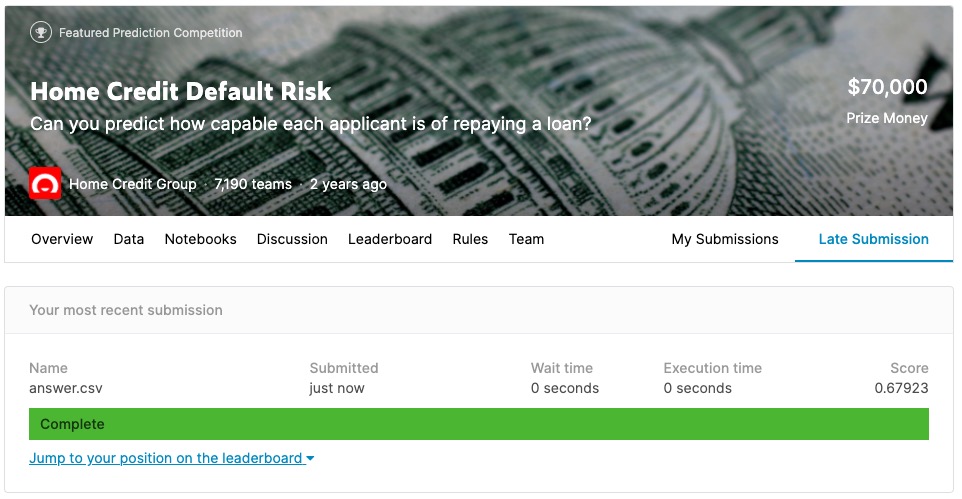 Featured Prediction Competition
Home Credit Default Risk
$70,000
Can you predict how capable each applicant is of repaying a loan?
Prize Money
Home Credit Group · 7,190 teams · 2 years ago
Overview Data Notebooks Discussion Leaderboard Rules Team My Submissions Late Submission
Your most recent submission
Name Submitted Wait time Execution time Score
answer.csv just now 0 seconds 0 seconds 0.67923
Complete
Jump to your position on the leaderboard